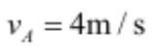 v_A = 4m / s